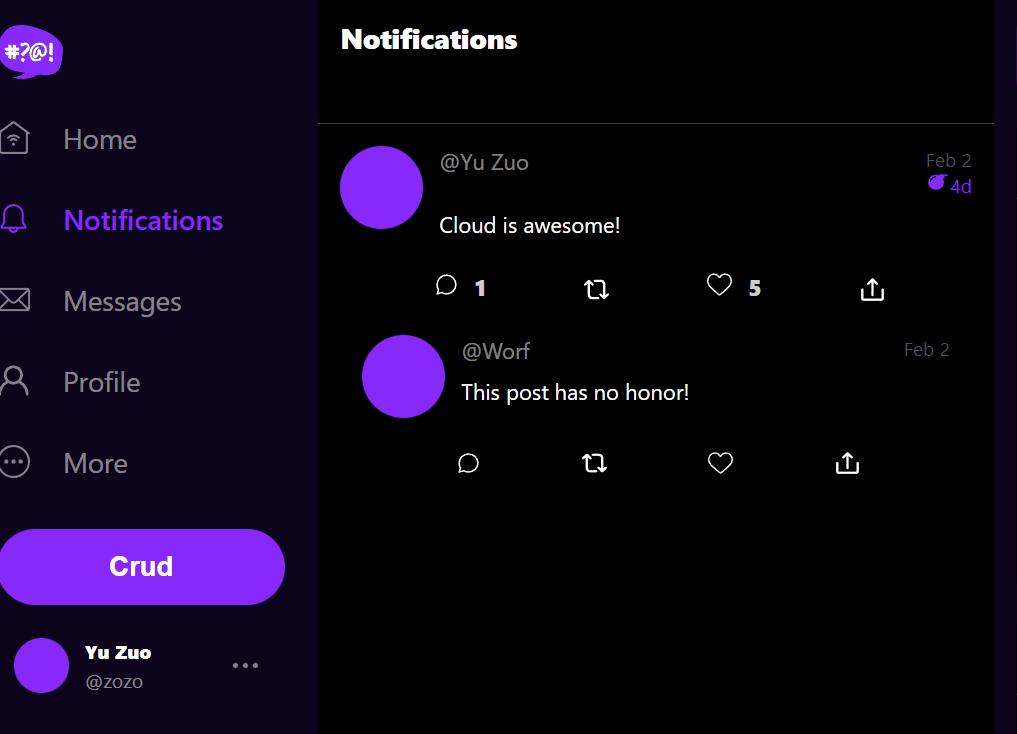 #?@!
Home
Notifications
Messages
Profile
More
Crud
Yu Zuo
@zozo
Notifications
@Yu Zuo
Feb 2
4d
Cloud is awesome!
1
5
@Worf
Feb 2
This post has no honor!